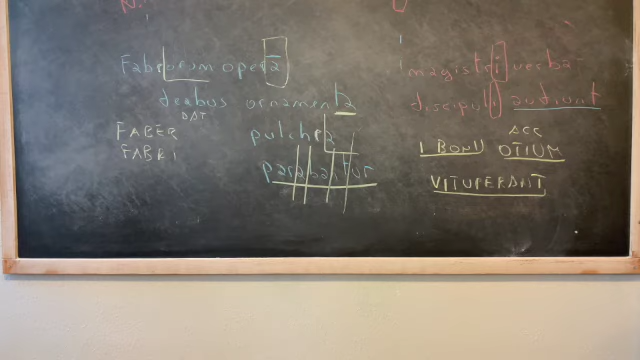 Fabrorum opera
deabus ornamenta
DAT
FABER
pulchra
FABRI
parabantur
magistri verba
discipuli audiunt
ACC
I BONI OTIUM
VITUPERANT